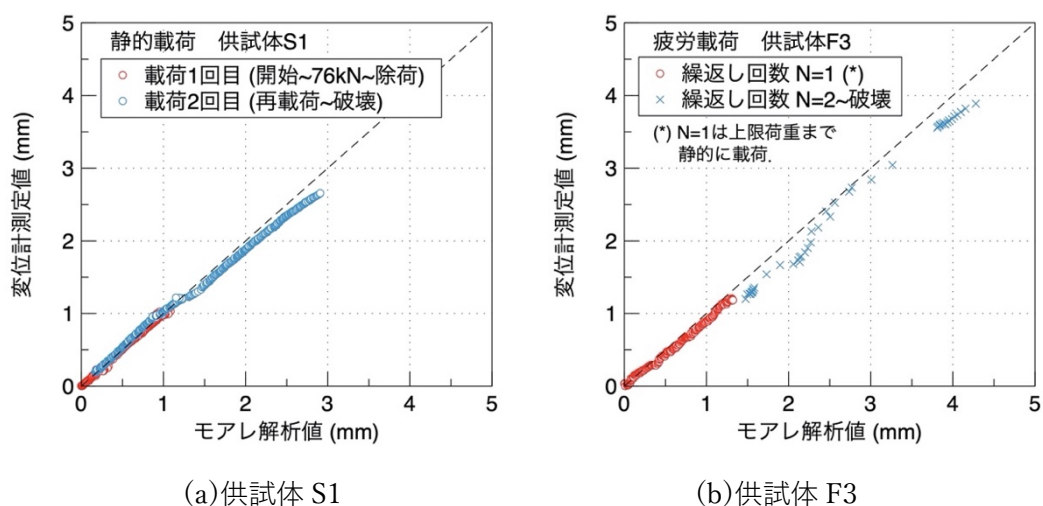 静的載荷 供試体S1
載荷1回目 (開始~76kN~除荷)
載荷2回目 (再載荷~破壊)
変位計測定値 (mm)
5
4
3
2
1
0
0 1 2 3 4 5
モアレ解析値 (mm)
(a)供試体 S1
疲労載荷 供試体F3
繰返し回数 N=1 (*)
繰返し回数 N=2~破壊
(*) N=1は上限荷重まで
静的に載荷.
変位計測定値 (mm)
5
4
3
2
1
0
0 1 2 3 4 5
モアレ解析値 (mm)
(b)供試体 F3